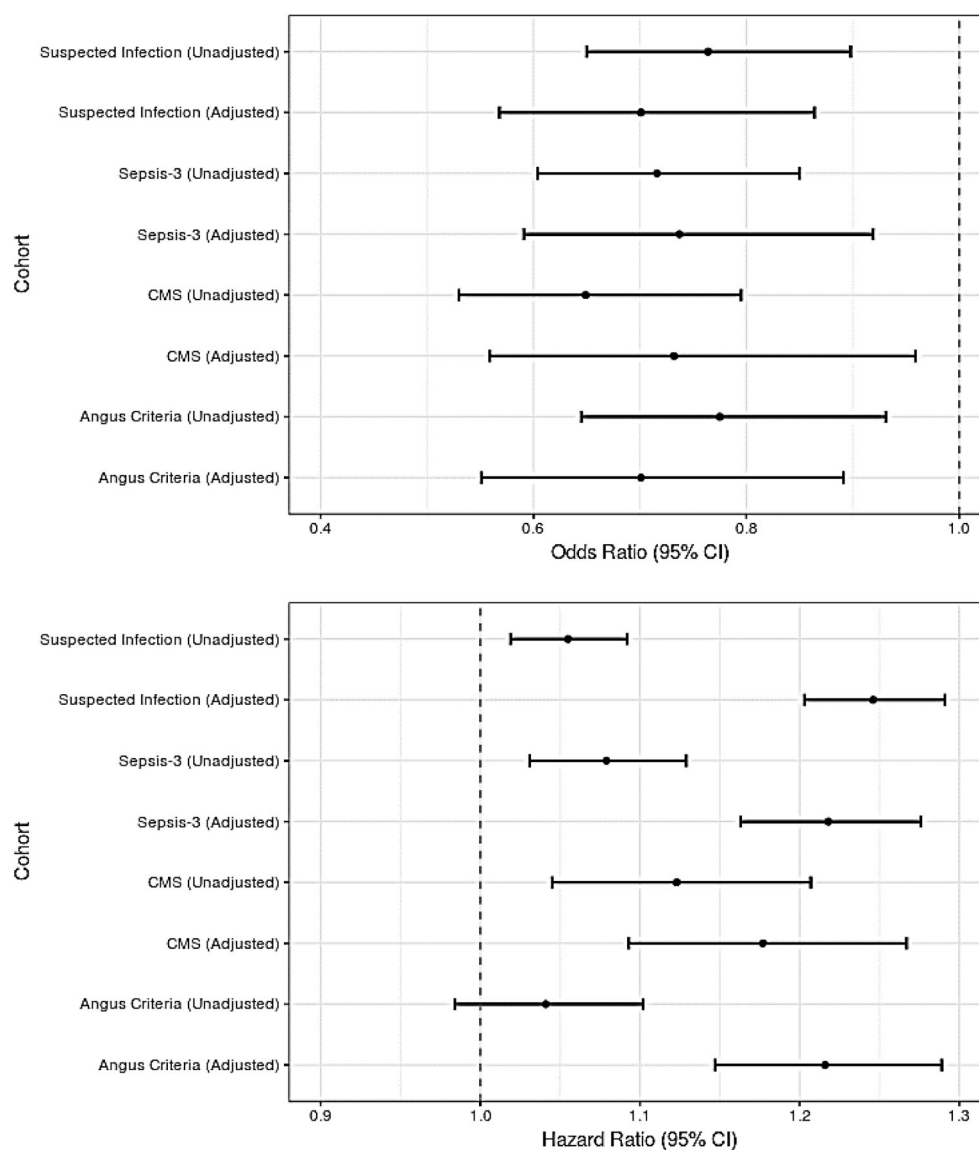 Suspected Infection (Unadjusted)
Suspected Infection (Adjusted)
Sepsis-3 (Unadjusted)
Sepsis-3 (Adjusted)
Cohort
CMS (Unadjusted)
CMS (Adjusted)
Angus Criteria (Unadjusted)
Angus Criteria (Adjusted)
0.4 0.6 0.8 1.0
Odds Ratio (95% CI)
Suspected Infection (Unadjusted)
Suspected Infection (Adjusted)
Sepsis-3 (Unadjusted)
Sepsis-3 (Adjusted)
Cohort
CMS (Unadjusted)
CMS (Adjusted)
Angus Criteria (Unadjusted)
Angus Criteria (Adjusted)
0.9 1.0 1.1 1.2 1.3
Hazard Ratio (95% CI)